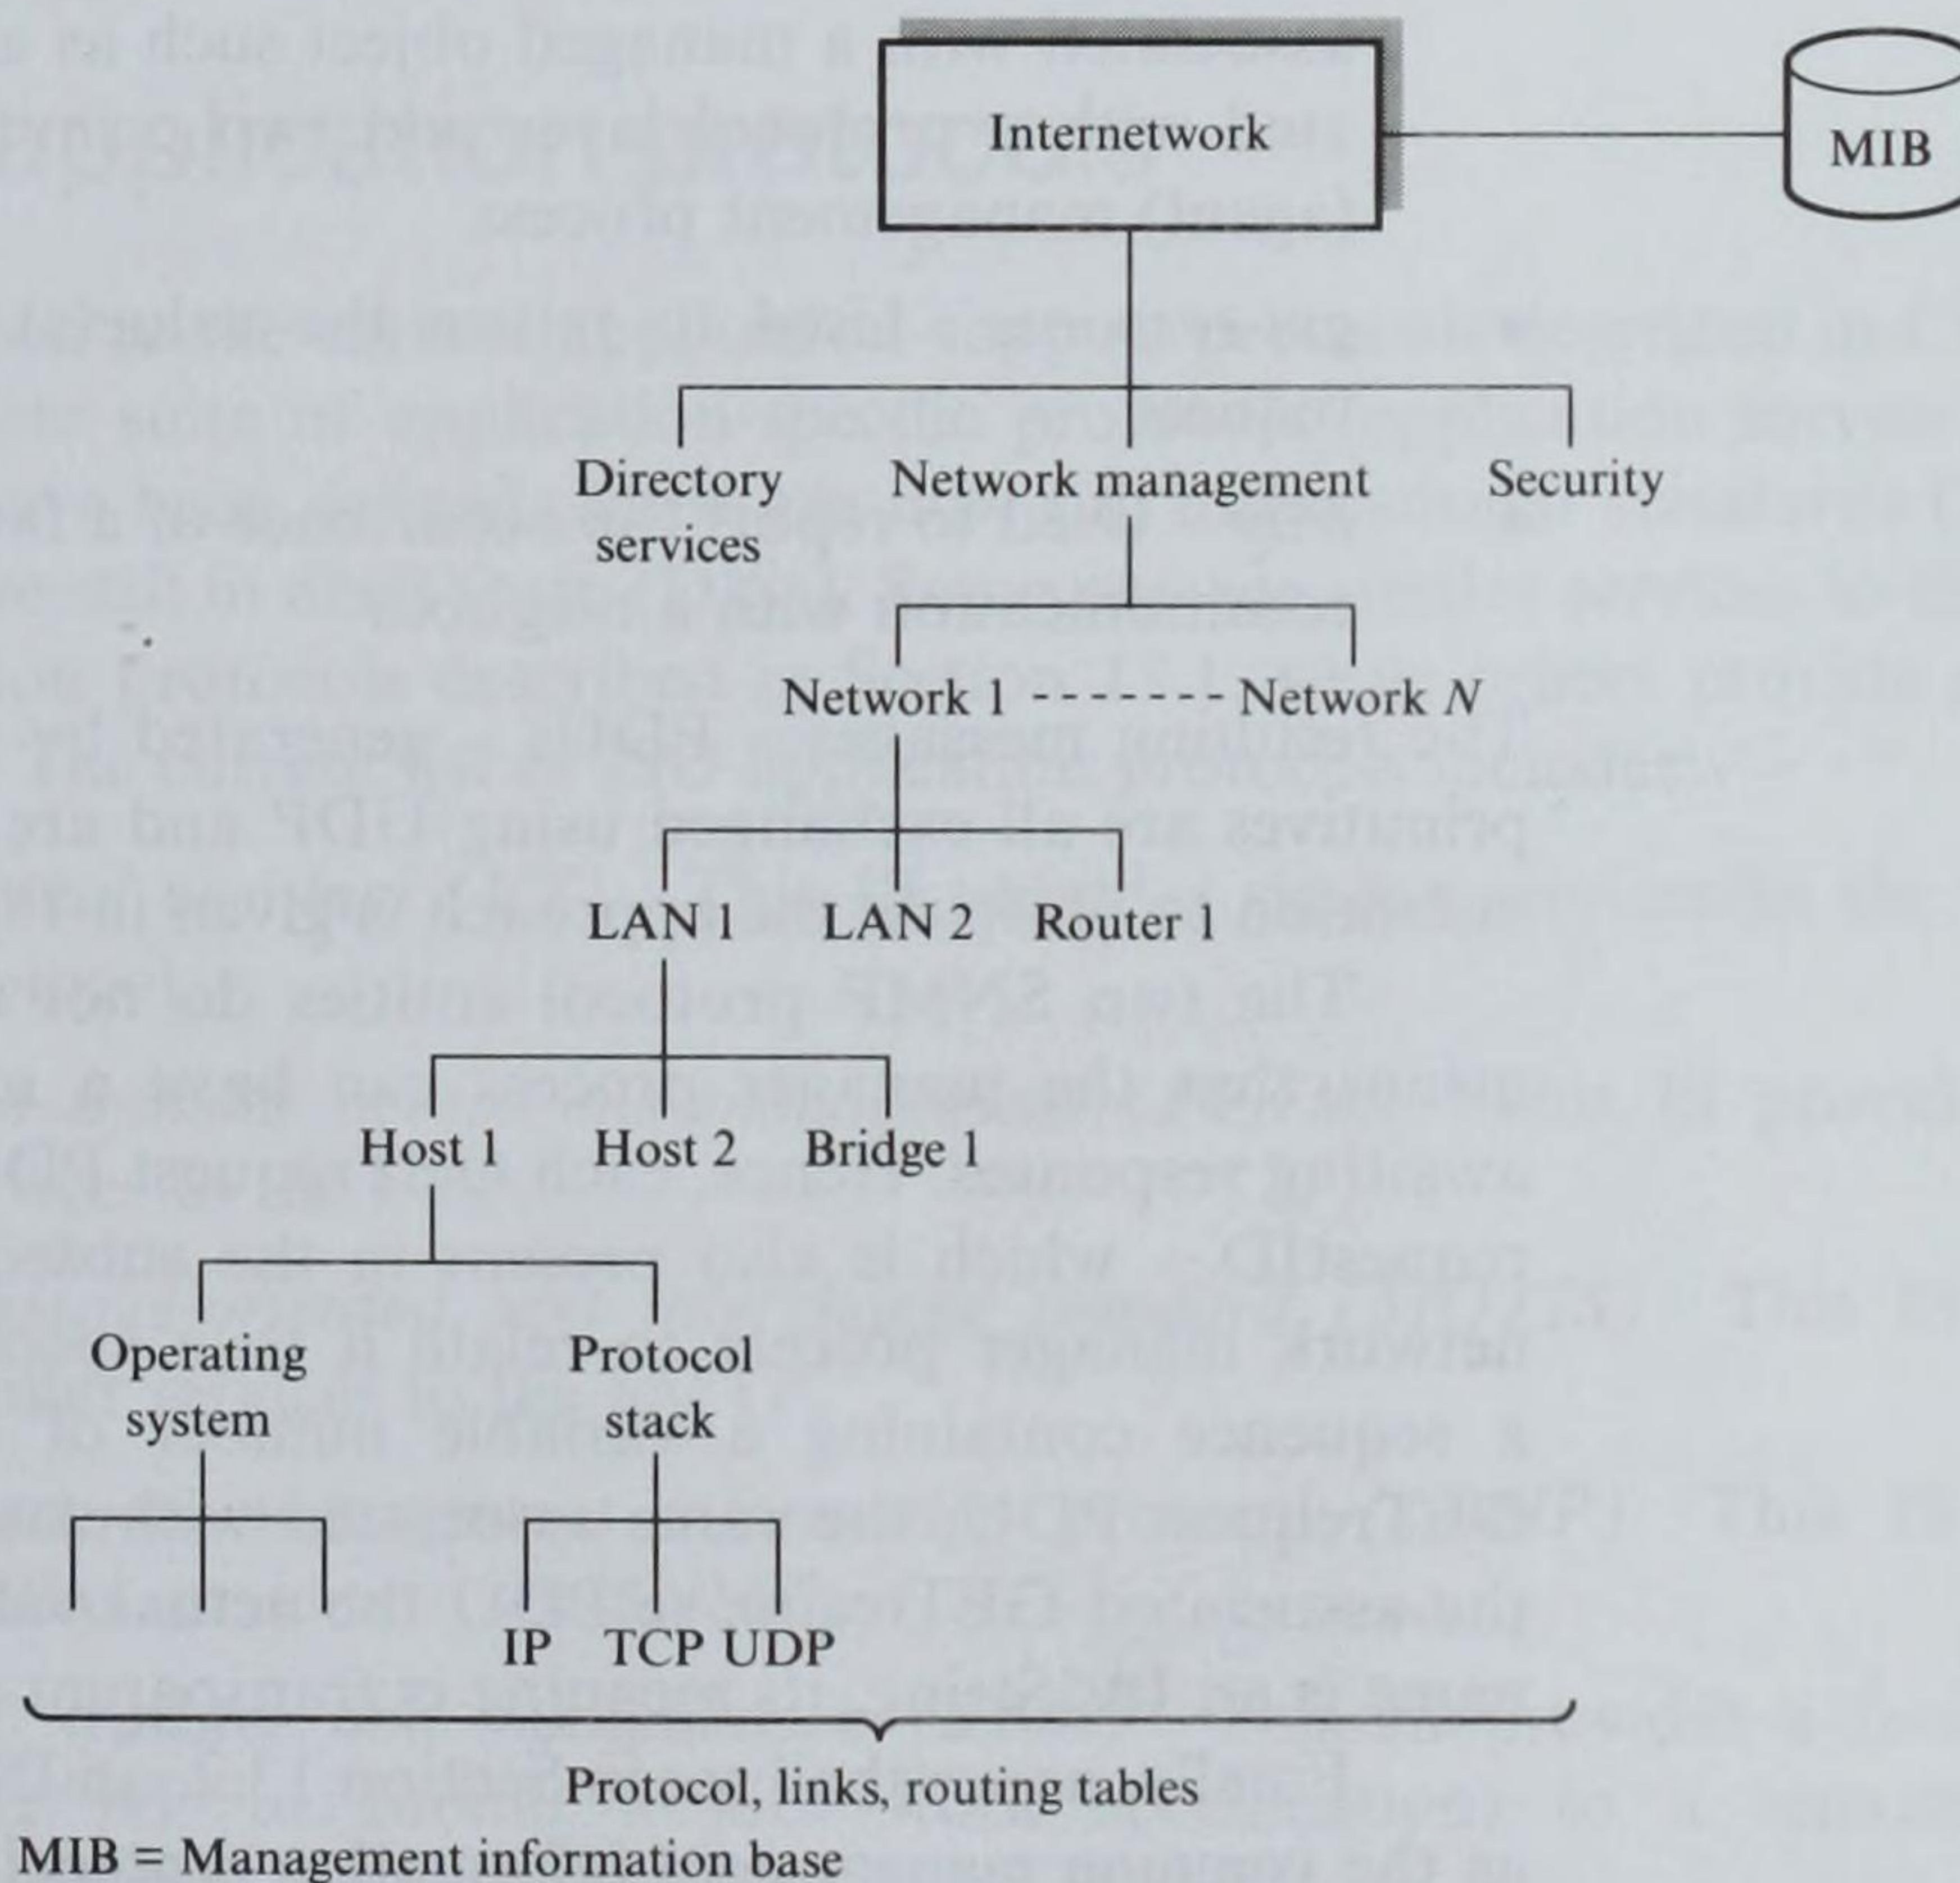 Internetwork
MIB
Directory
services
Network management
Security
Network 1 ------- Network N
LAN 1 LAN 2 Router 1
Host 1 Host 2 Bridge 1
Operating
system
Protocol
stack
IP TCP UDP
Protocol, links, routing tables
MIB = Management information base